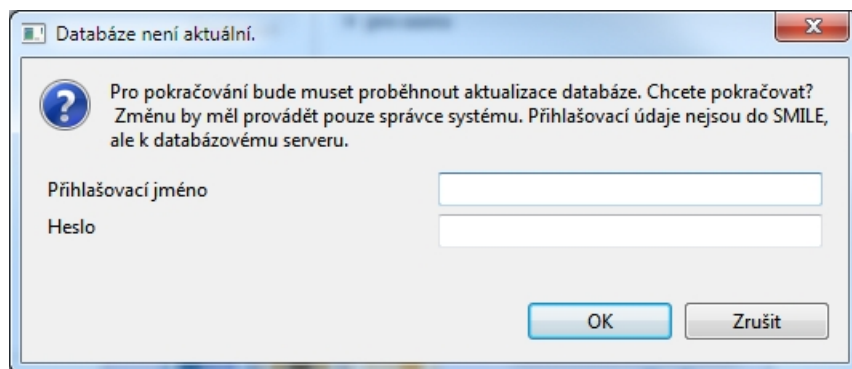 Databáze není aktuální.
Pro pokračování bude muset proběhnout aktualizace databáze. Chcete pokračovat?
Změnu by měl provádět pouze správce systému. Přihlašovací údaje nejsou do SMILE,
ale k databázovému serveru.
Přihlašovací jméno
Heslo
OK
Zrušit